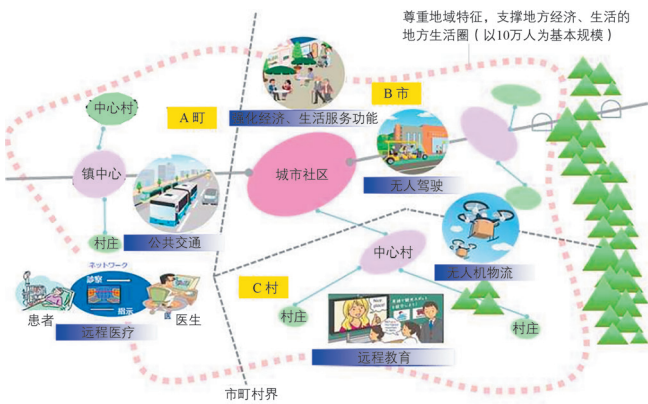 尊重地域特征，支撑地方经济、生活的
地方生活圈（以10万人为基本规模）
中心村
A 町
B 市
强化经济、生活服务功能
镇中心
城市社区
无人驾驶
村庄
公共交通
中心村
无人机物流
ネットワーク
診察
指示
患者
医生
远程医疗
C 村
村庄
村庄
远程教育
市町村界